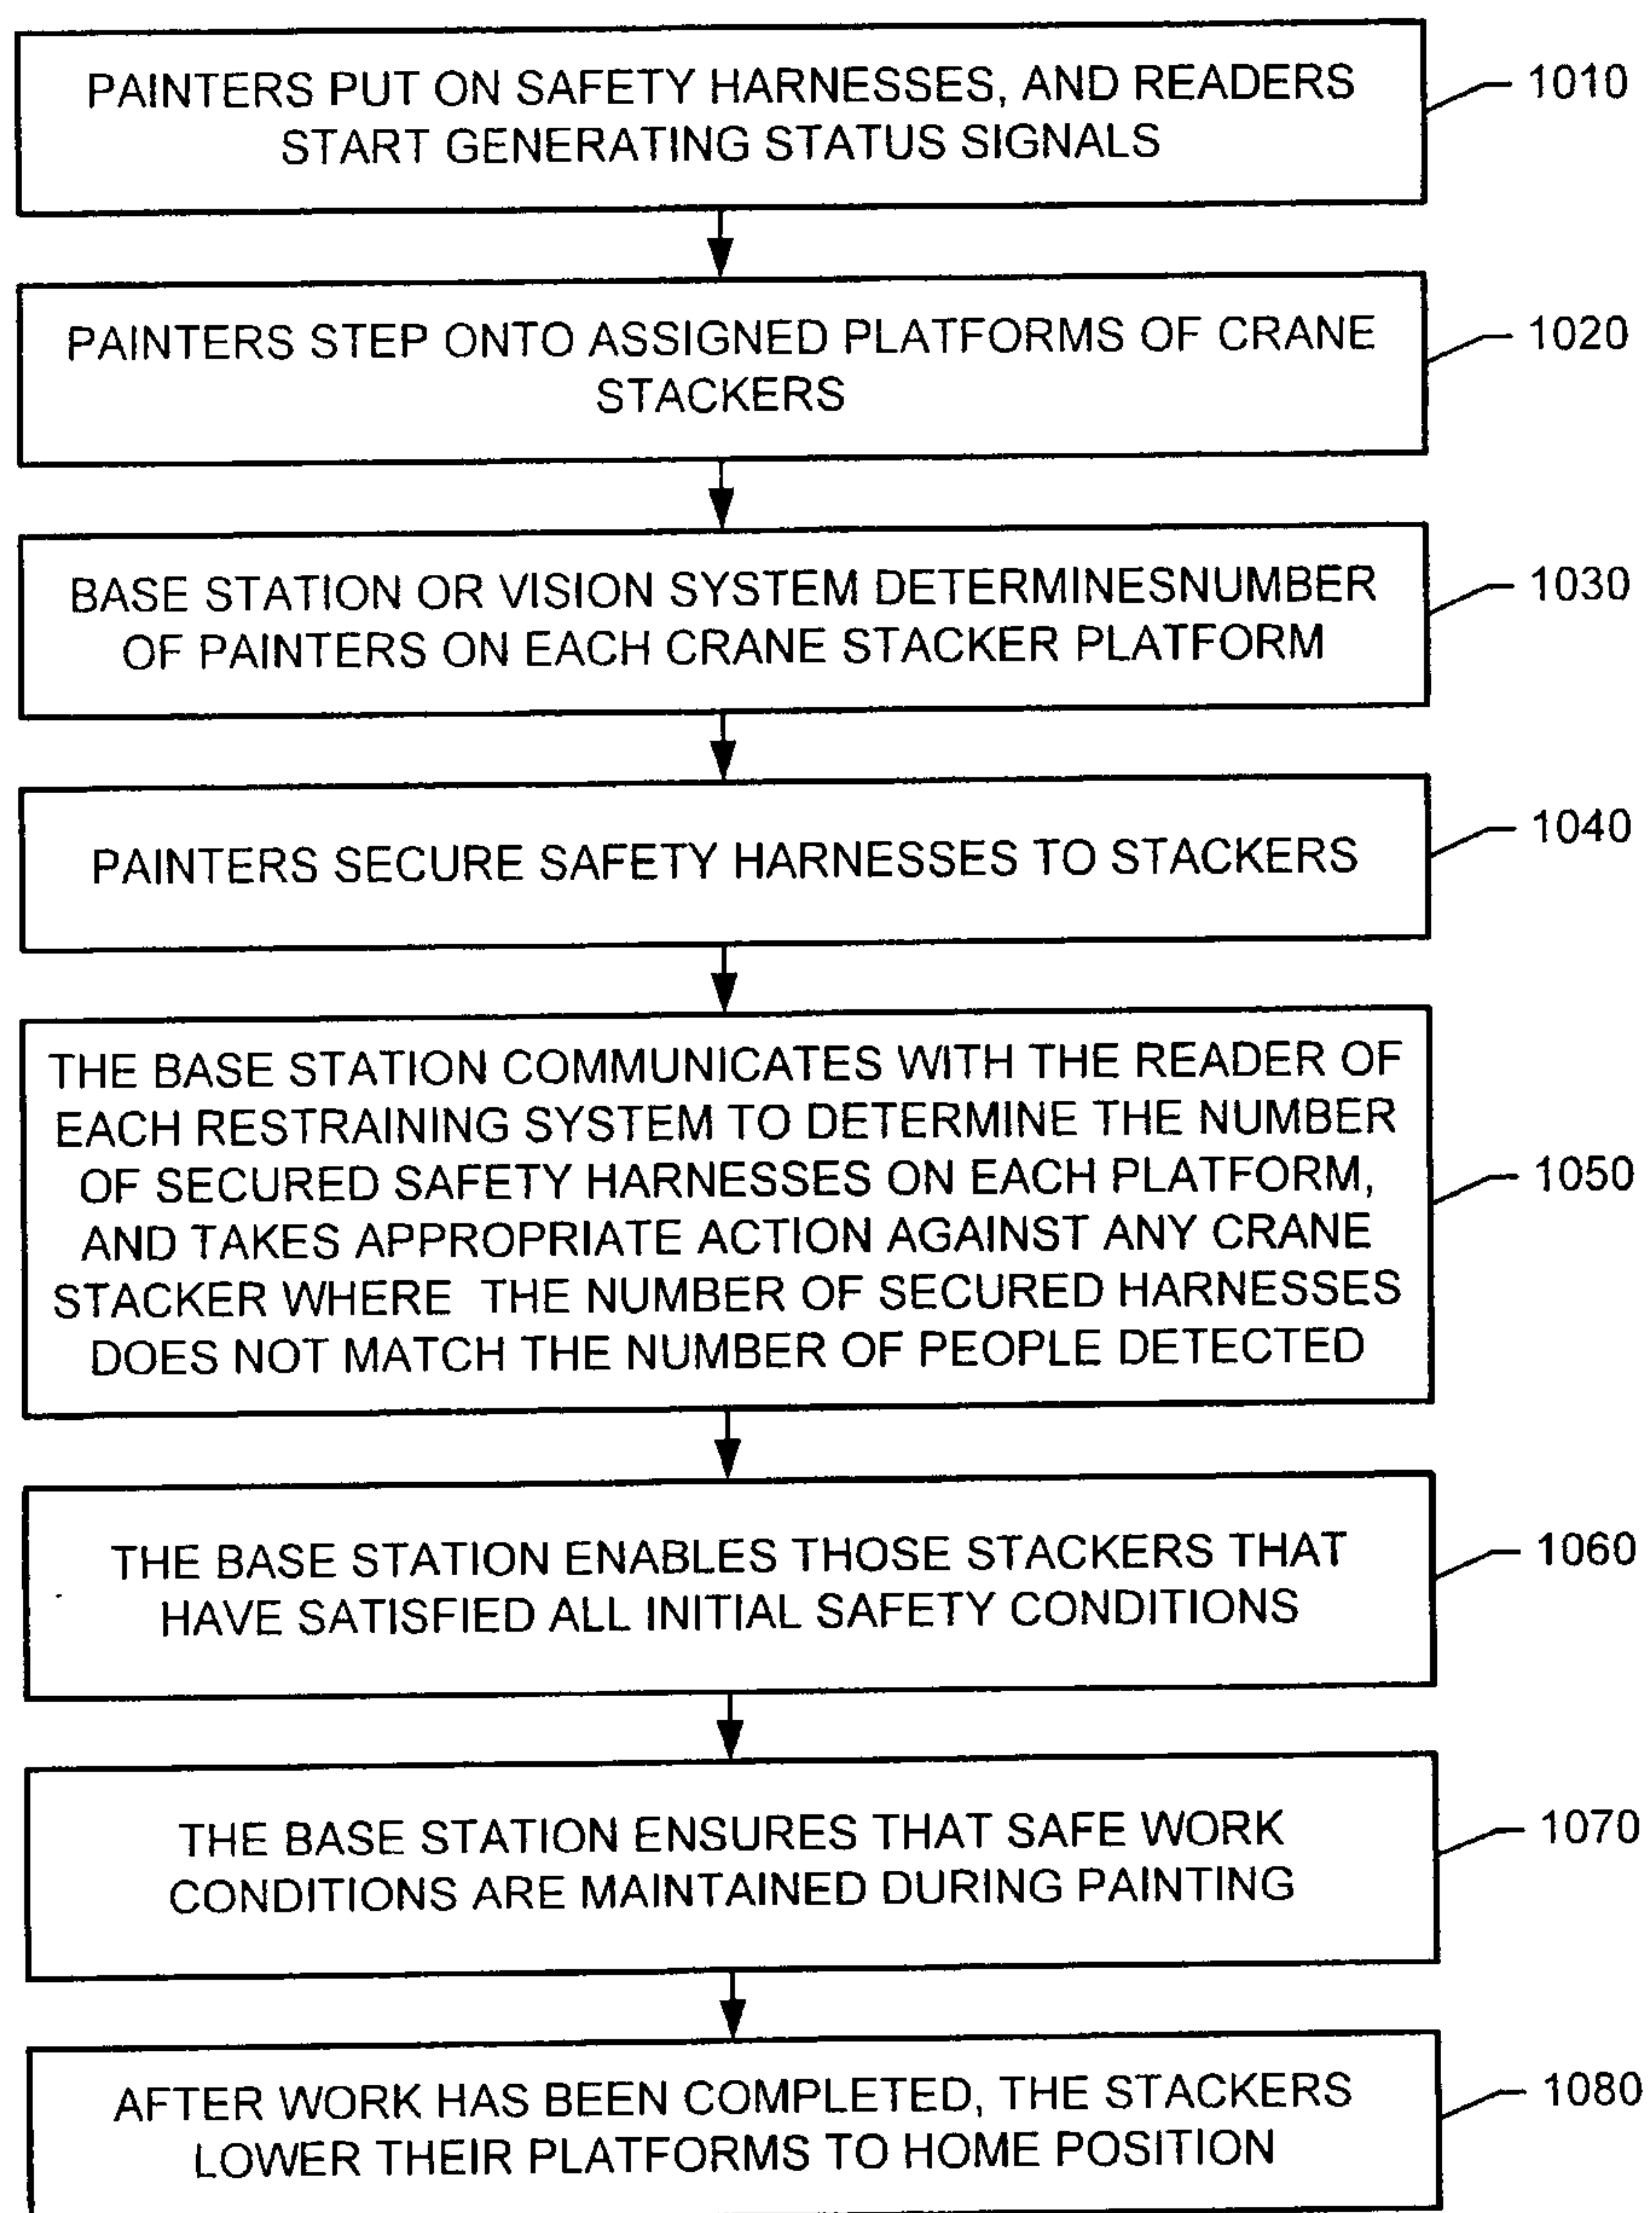 PAINTERS PUT ON SAFETY HARNESSES, AND READERS
START GENERATING STATUS SIGNALS
1010
PAINTERS STEP ONTO ASSIGNED PLATFORMS OF CRANE
STACKERS
1020
BASE STATION OR VISION SYSTEM DETERMINESNUMBER
OF PAINTERS ON EACH CRANE STACKER PLATFORM
1030
PAINTERS SECURE SAFETY HARNESSES TO STACKERS
1040
THE BASE STATION COMMUNICATES WITH THE READER OF
EACH RESTRAINING SYSTEM TO DETERMINE THE NUMBER
OF SECURED SAFETY HARNESSES ON EACH PLATFORM,
AND TAKES APPROPRIATE ACTION AGAINST ANY CRANE
STACKER WHERE THE NUMBER OF SECURED HARNESSES
DOES NOT MATCH THE NUMBER OF PEOPLE DETECTED
1050
THE BASE STATION ENABLES THOSE STACKERS THAT
HAVE SATISFIED ALL INITIAL SAFETY CONDITIONS
1060
THE BASE STATION ENSURES THAT SAFE WORK
CONDITIONS ARE MAINTAINED DURING PAINTING
1070
AFTER WORK HAS BEEN COMPLETED, THE STACKERS
LOWER THEIR PLATFORMS TO HOME POSITION
1080